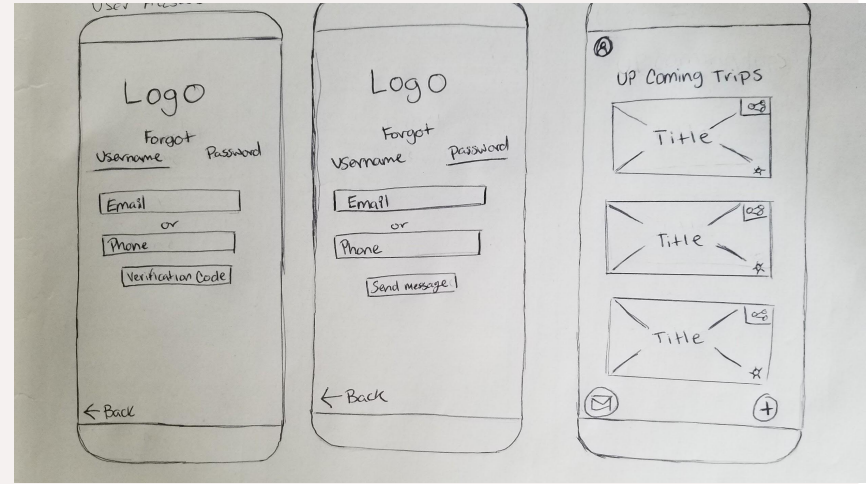 User
Logo
Forgot
Username Password
Email
or
Phone
Verification Code
← Back
Logo
Forgot
Username Password
Email
or
Phone
Send message
← Back
UP Coming Trips
Title
Title
Title